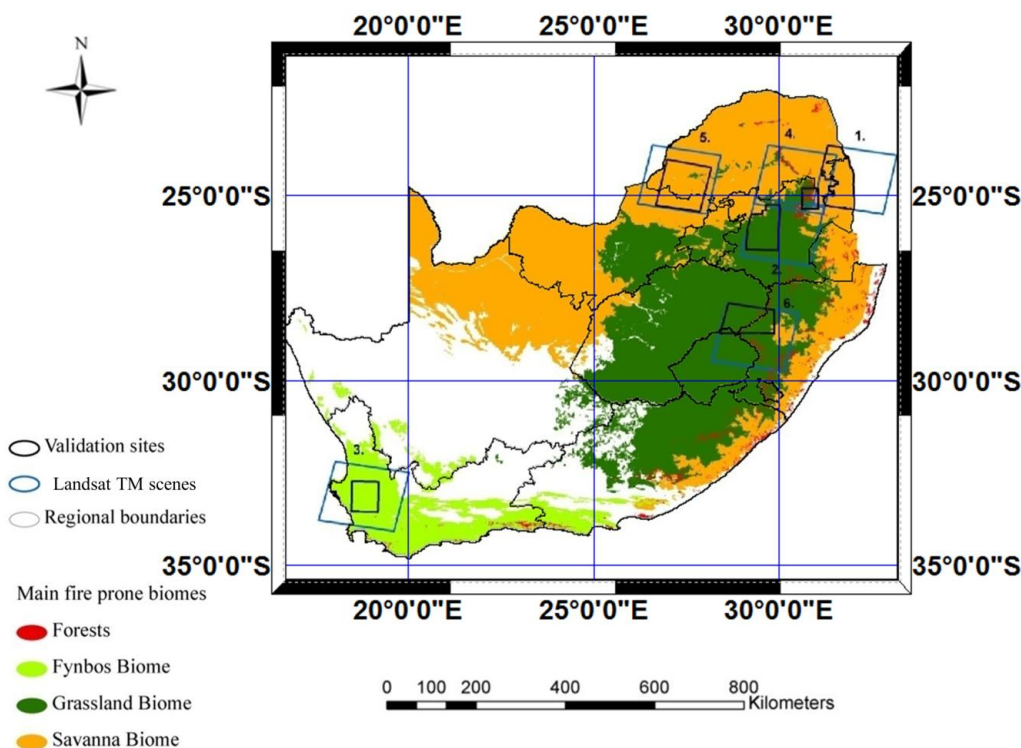 20°0'0"E 25°0'0"E 30°0'0"E
N
5. 4. 1.
25°0'0"S 25°0'0"S
2.
6.
30°0'0"S 30°0'0"S
3.
Validation sites
Landsat TM scenes
Regional boundaries
35°0'0"S 35°0'0"S
20°0'0"E 25°0'0"E 30°0'0"E
Main fire prone biomes
Forests
Fynbos Biome
Grassland Biome
Savanna Biome
0 100 200 400 600 800
Kilometers